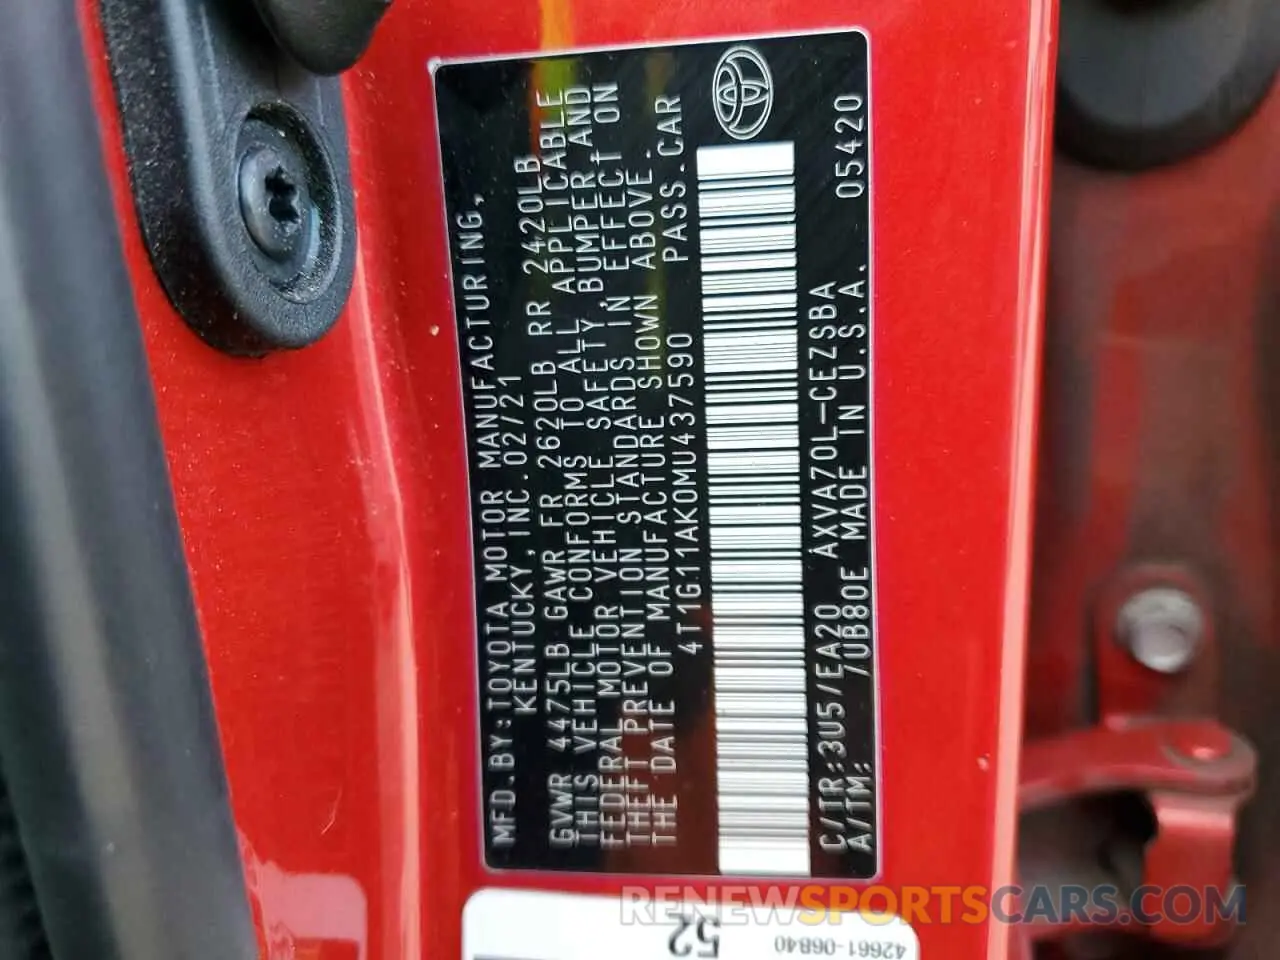 MFD.BY:TOYOTA MOTOR MANUFACTURING,
KENTUCKY,INC.02/21
GVWR 4475LB GAWR FR 2620LB RR 2420LB
THIS VEHICLE CONFORMS TO ALL APPLICABLE
FEDERAL MOTOR VEHICLE SAFETY,BUMPER AND
THEFT PREVENTION STANDARDS IN EFFECT ON
THE DATE OF MANUFACTURE SHOWN ABOVE.
4T1G11AK0MU437590 PASS.CAR
C/TR:3U5/EA20 AXVA70L-CEZSBA 05420
A/TM: 70B80E MADE IN U.S.A.
52
42661-06B40
RENEWSPORTSCARS.COM